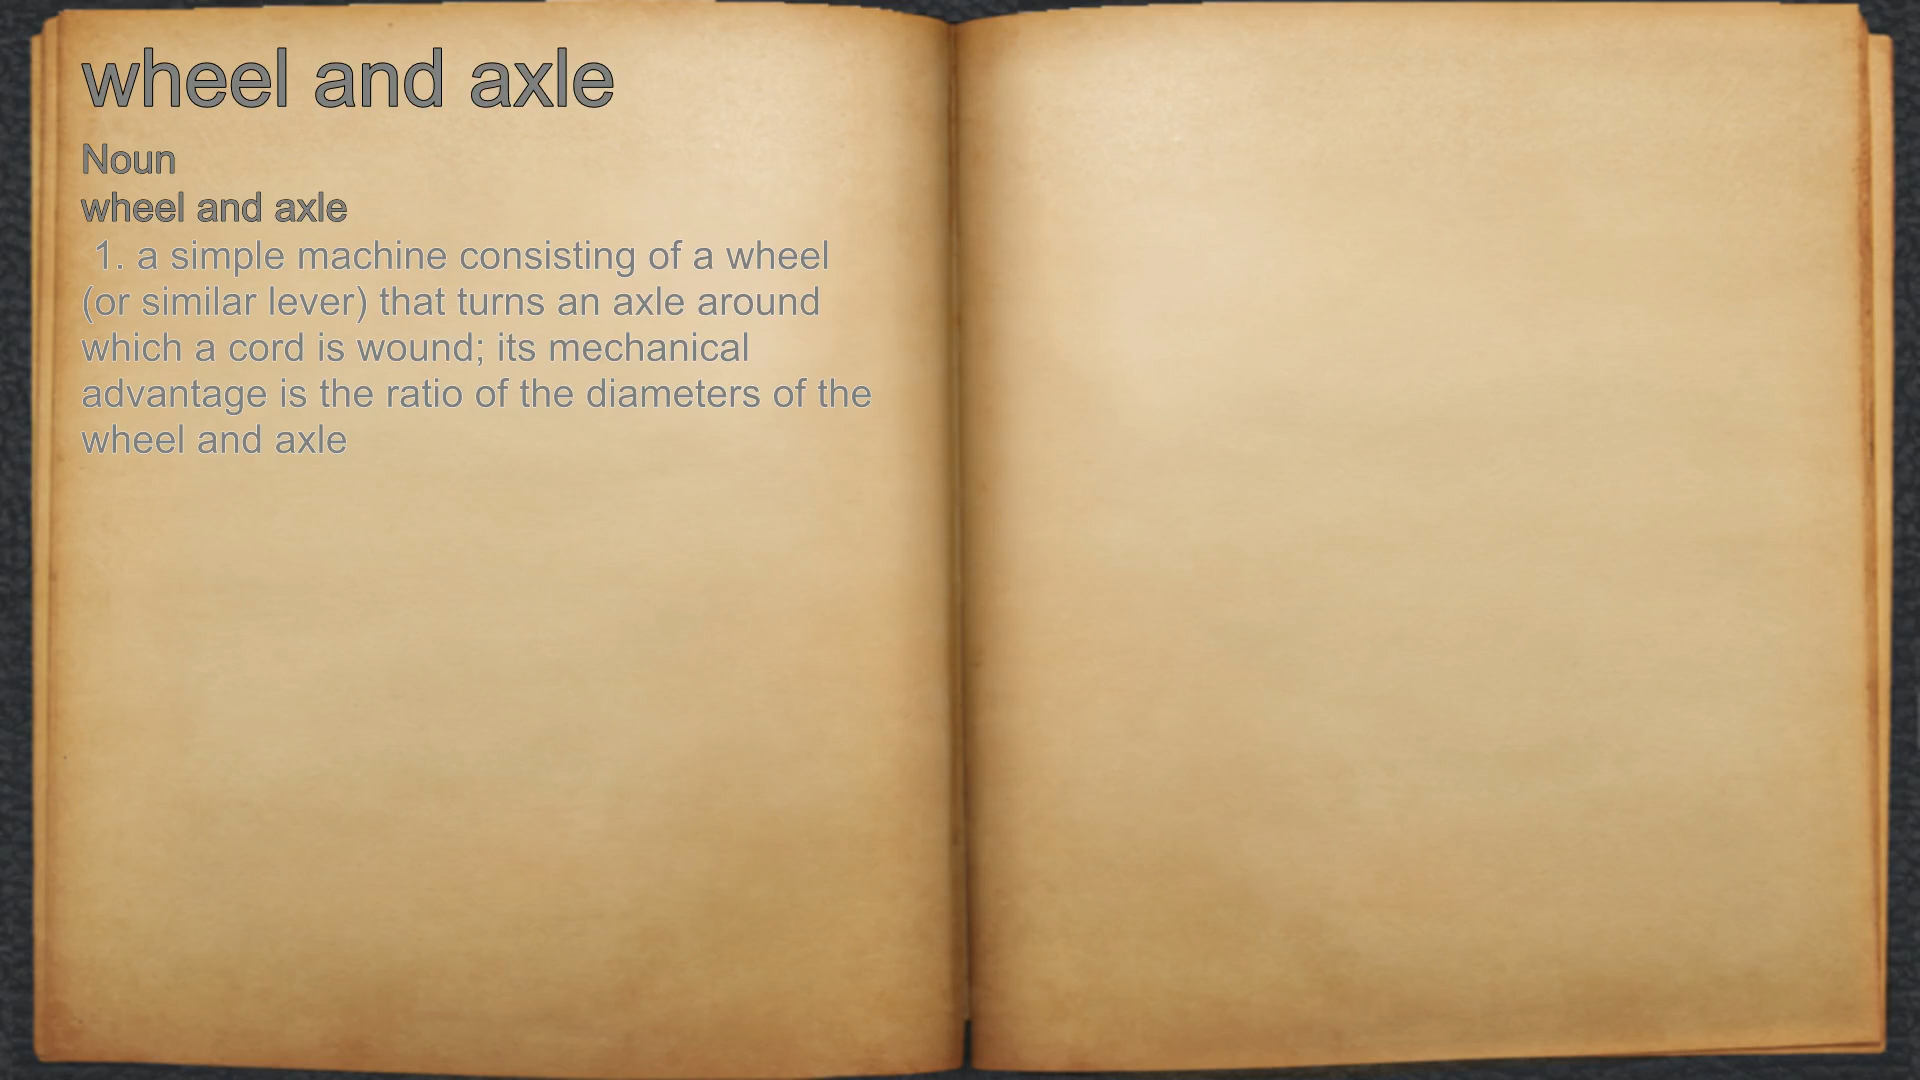 wheel and axle
Noun
wheel and axle
1. a simple machine consisting of a wheel
(or similar lever) that turns an axle around
which a cord is wound; its mechanical
advantage is the ratio of the diameters of the
wheel and axle